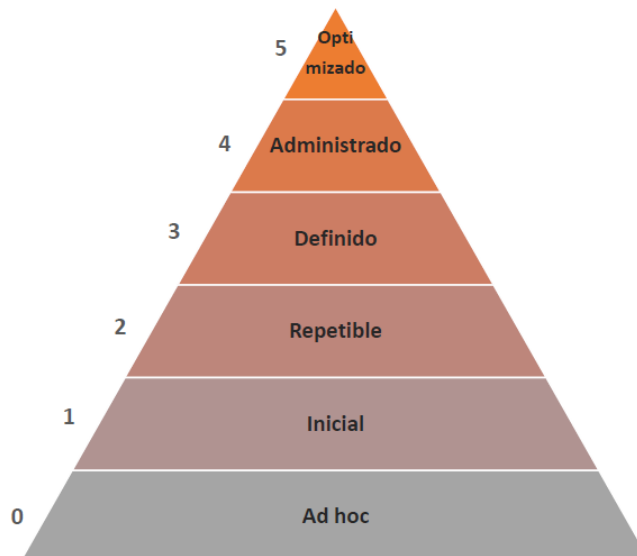 5
Opti
mizado
4
Administrado
3
Definido
2
Repetible
1
Inicial
0
Ad hoc